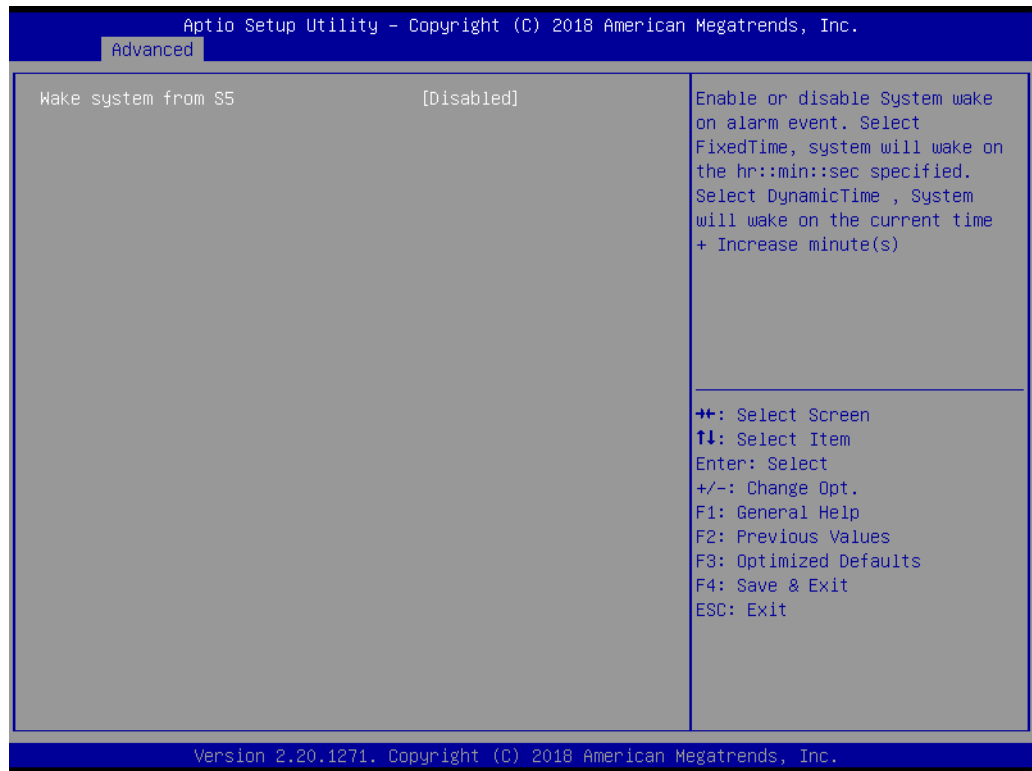 Aptio Setup Utility – Copyright (C) 2018 American Megatrends, Inc.
Advanced
Wake system from S5 [Disabled]
Enable or disable System wake
on alarm event. Select
FixedTime, system will wake on
the hr::min::sec specified.
Select DynamicTime , System
will wake on the current time
+ Increase minute(s)
→←: Select Screen
↑↓: Select Item
Enter: Select
+/-: Change Opt.
F1: General Help
F2: Previous Values
F3: Optimized Defaults
F4: Save & Exit
ESC: Exit
Version 2.20.1271. Copyright (C) 2018 American Megatrends, Inc.